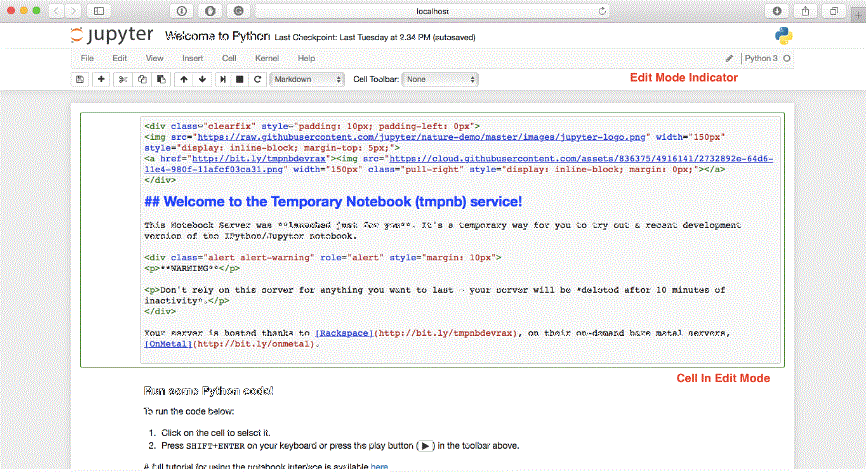 localhost
jupyter Welcome to Python Last Checkpoint: Last Tuesday at 2:34 PM (autosaved)
File Edit View Insert Cell Kernel Help Python 3
Markdown Cell Toolbar: None Edit Mode Indicator
<div class="clearfix" style="padding: 10px; padding-left: 0px">
<img src="https://raw.githubusercontent.com/jupyter/nature-demo/master/images/jupyter-logo.png" width="150px"
style="display: inline-block; margin-top: 5px;">
<a href="http://bit.ly/tmpnbdevrax"><img src="https://cloud.githubusercontent.com/assets/836375/4916141/2732892e-64d6-
11e4-980f-11afcf03ca31.png" width="150px" class="pull-right" style="display: inline-block; margin: 0px;"></a>
</div>
## Welcome to the Temporary Notebook (tmpnb) service!
This Notebook Server was **launched just for you**. It's a temporary way for you to try out a recent development
version of the IPython/Jupyter notebook.
<div class="alert alert-warning" role="alert" style="margin: 10px">
<p>**WARNING**</p>
<p>Don't rely on this server for anything you want to last - your server will be *deleted after 10 minutes of
inactivity*.</p>
</div>
Your server is hosted thanks to [Rackspace](http://bit.ly/tmpnbdevrax), on their on-demand bare metal servers,
[OnMetal](http://bit.ly/onmetal).
Cell In Edit Mode
Run some Python code!
To run the code below:
1. Click on the cell to select it.
2. Press SHIFT+ENTER on your keyboard or press the play button ( ) in the toolbar above.
A full tutorial for using the notebook interface is available here.